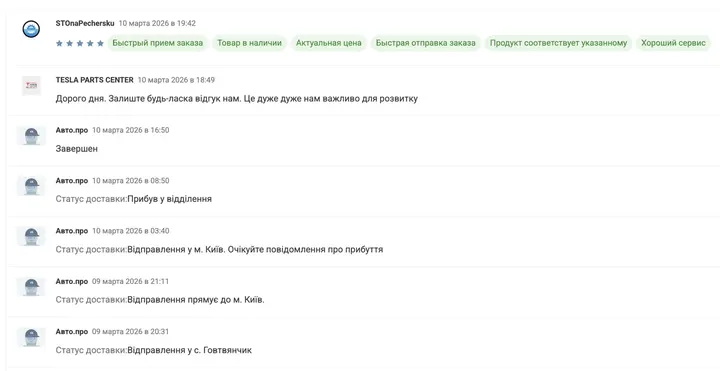 STOnaPechersku 10 марта 2026 в 19:42
Быстрый прием заказа Товар в наличии Актуальная цена Быстрая отправка заказа Продукт соответствует указанному Хороший сервис
TESLA PARTS CENTER 10 марта 2026 в 18:49
Дорого дня. Залиште будь-ласка відгук нам. Це дуже дуже нам важливо для розвитку
Авто.про 10 марта 2026 в 16:50
Завершен
Авто.про 10 марта 2026 в 08:50
Статус доставки:Прибув у відділення
Авто.про 10 марта 2026 в 03:40
Статус доставки:Відправлення у м. Київ. Очікуйте повідомлення про прибуття
Авто.про 09 марта 2026 в 21:11
Статус доставки:Відправлення прямує до м. Київ.
Авто.про 09 марта 2026 в 20:31
Статус доставки:Відправлення у с. Говтвянчик